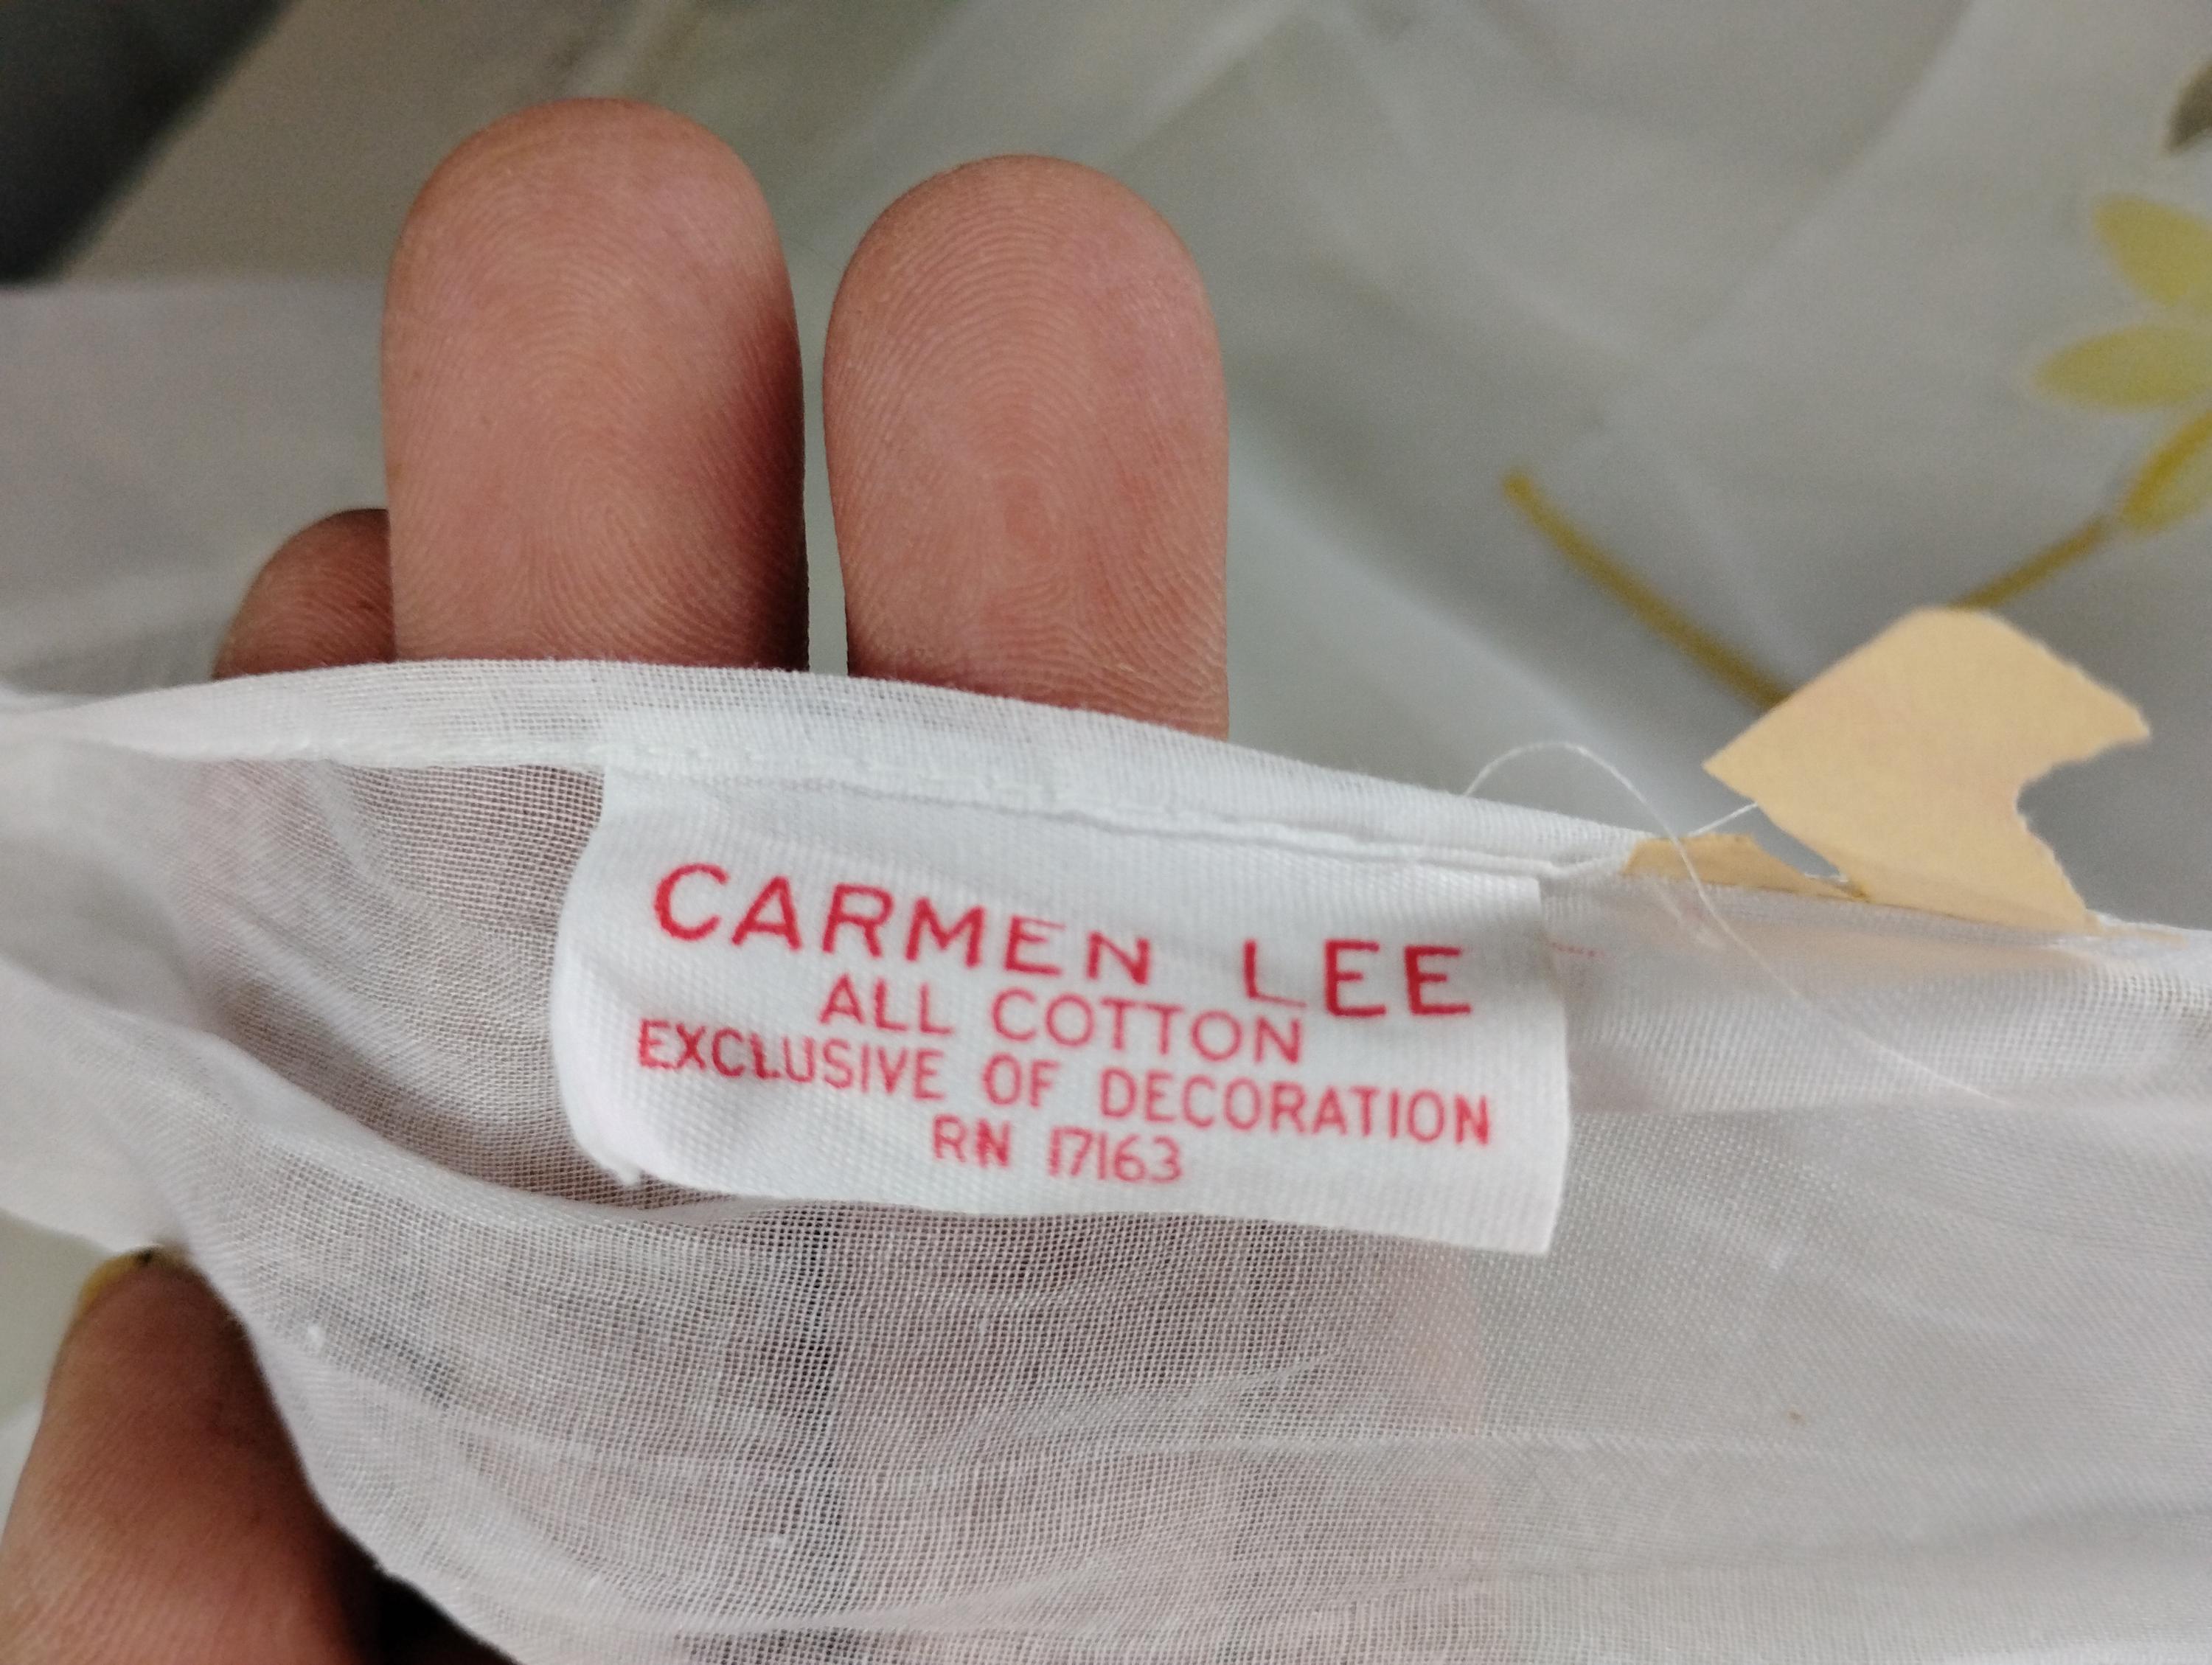 CARMEN LEE
ALL COTTON
EXCLUSIVE OF DECORATION
RN 17163